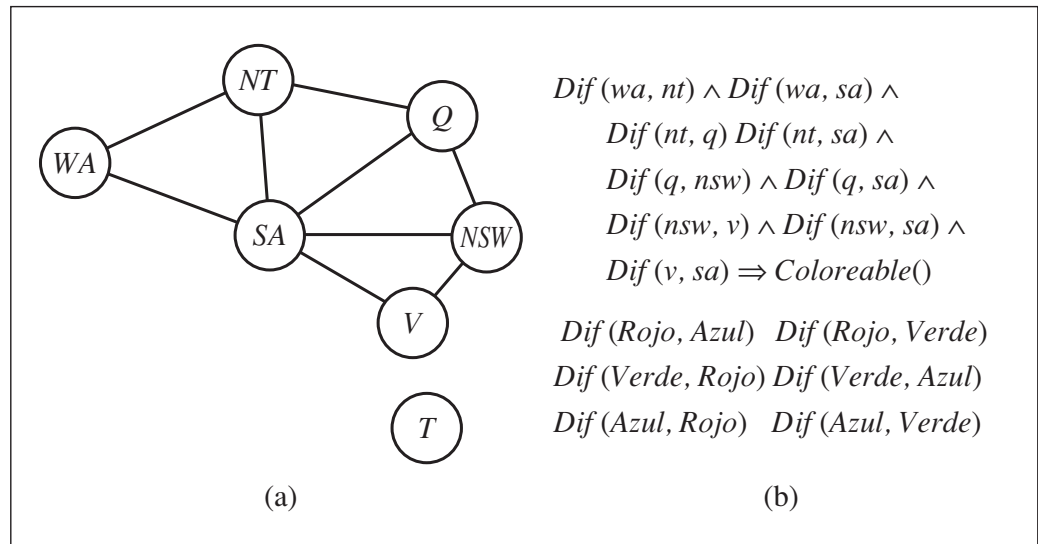 NT
Q
WA
SA
NSW
V
T
(a)
Dif (wa, nt) ∧ Dif (wa, sa) ∧
Dif (nt, q) Dif (nt, sa) ∧
Dif (q, nsw) ∧ Dif (q, sa) ∧
Dif (nsw, v) ∧ Dif (nsw, sa) ∧
Dif (v, sa) ⇒ Coloreable()
Dif (Rojo, Azul) Dif (Rojo, Verde)
Dif (Verde, Rojo) Dif (Verde, Azul)
Dif (Azul, Rojo) Dif (Azul, Verde)
(b)